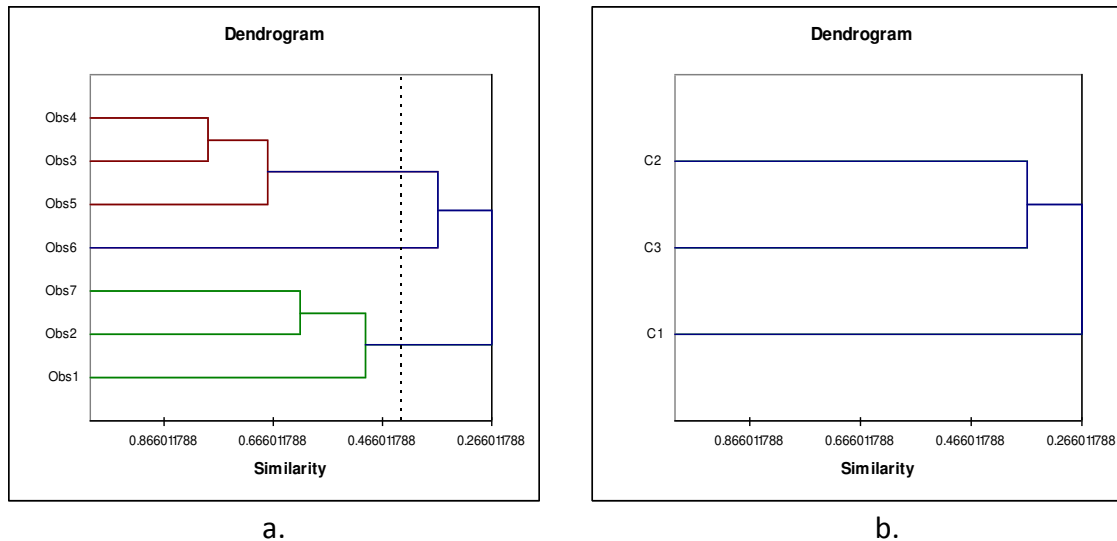 Dendrogram
Obs4
Obs3
Obs5
Obs6
Obs7
Obs2
Obs1
0.866011788 0.666011788 0.466011788 0.266011788
Similarity
a.
Dendrogram
C2
C3
C1
0.866011788 0.666011788 0.466011788 0.266011788
Similarity
b.